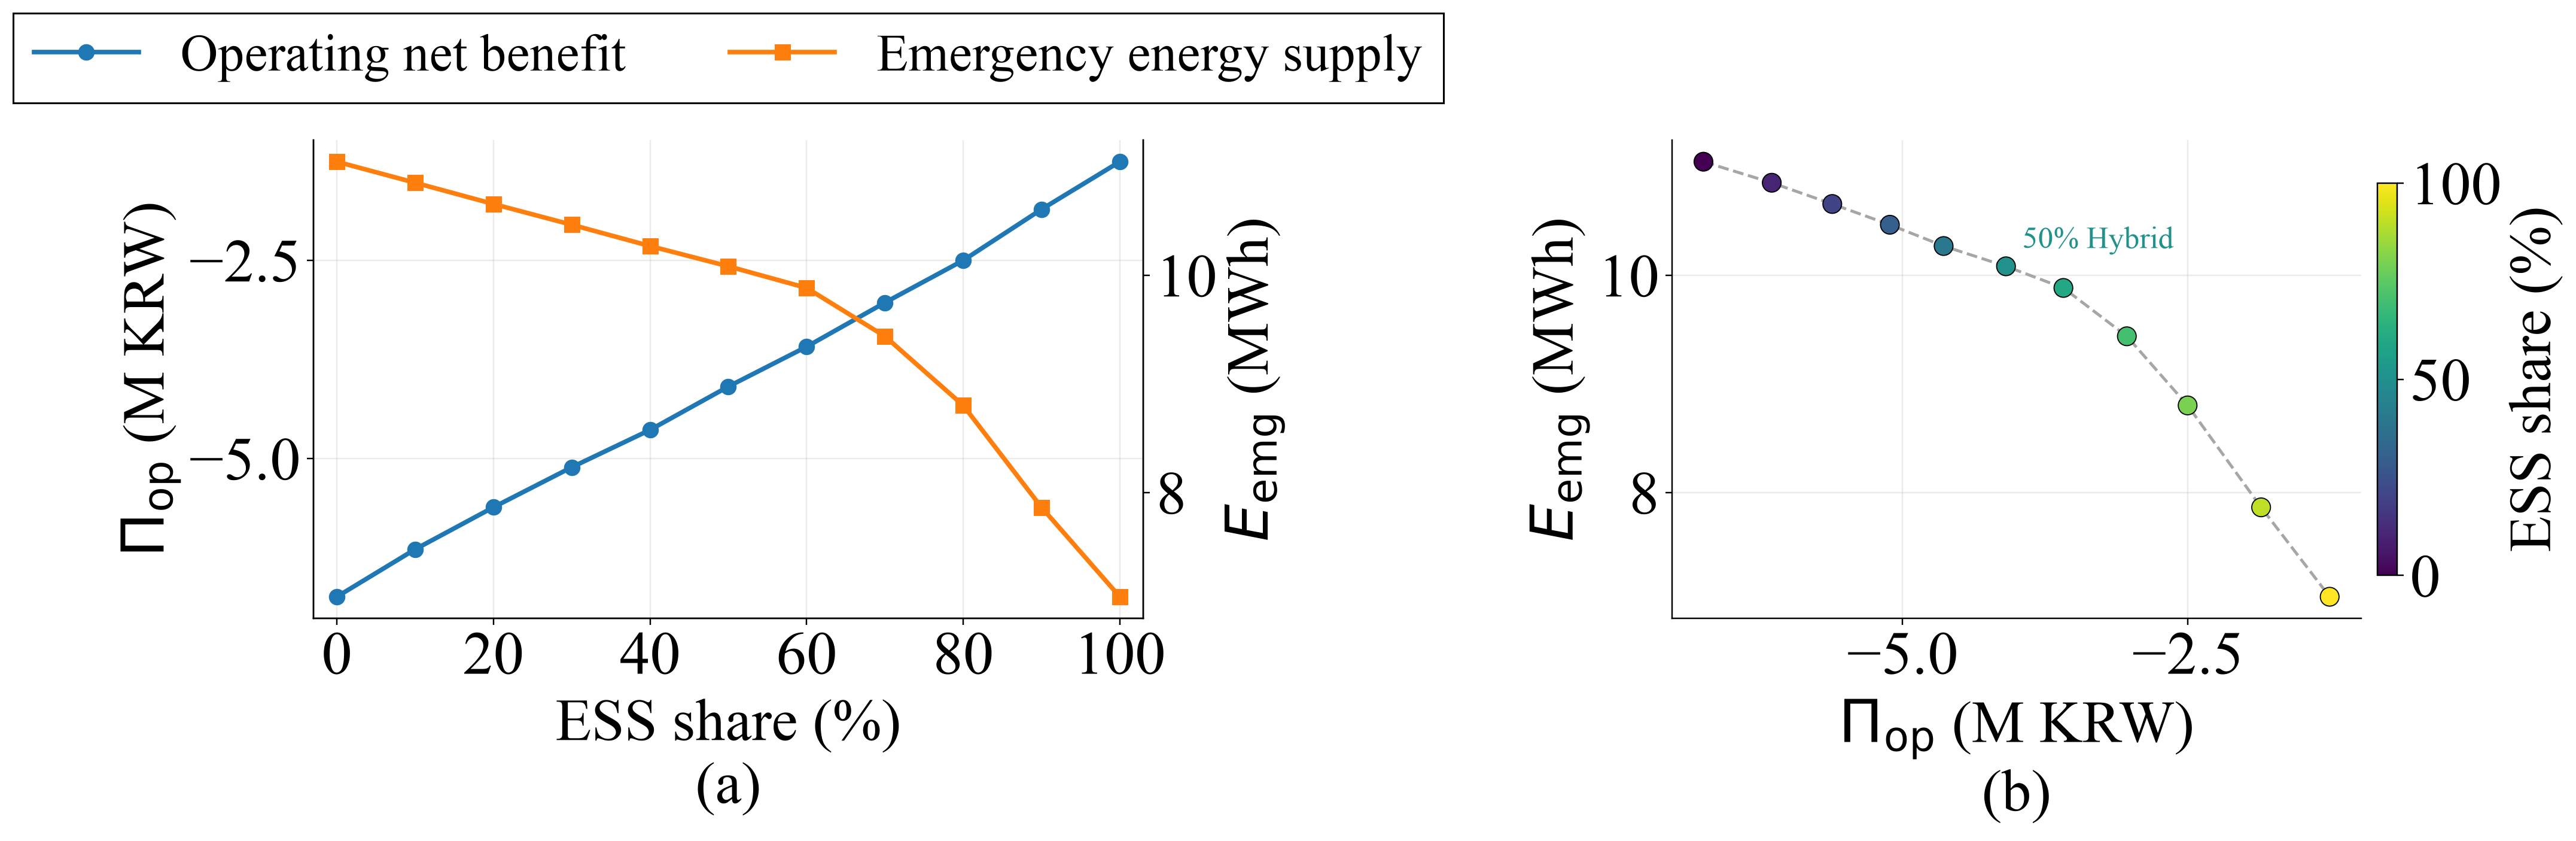 Operating net benefit
Emergency energy supply
Π_op (M KRW)
−2.5
−5.0
0
20
40
60
80
100
ESS share (%)
(a)
10
8
E_emg (MWh)
E_emg (MWh)
10
8
50% Hybrid
−5.0
−2.5
Π_op (M KRW)
(b)
100
50
0
ESS share (%)